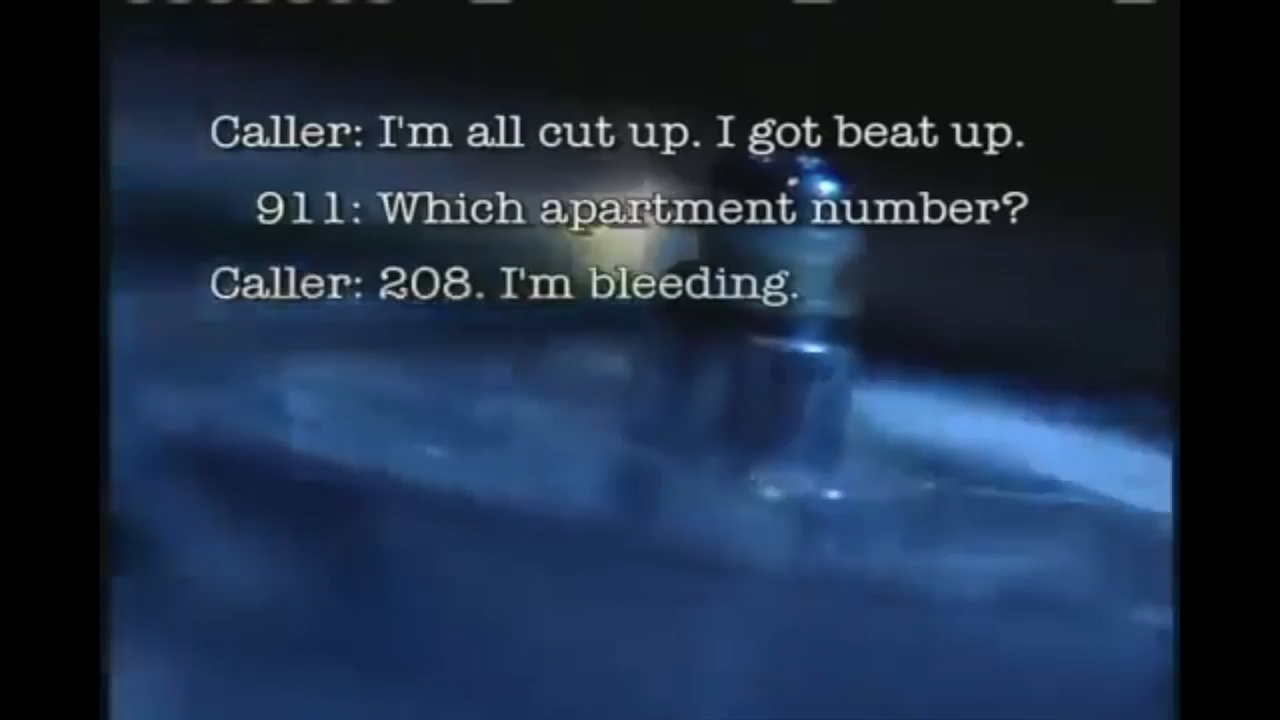 Caller: I'm all cut up. I got beat up.
911: Which apartment number?
Caller: 208. I'm bleeding.